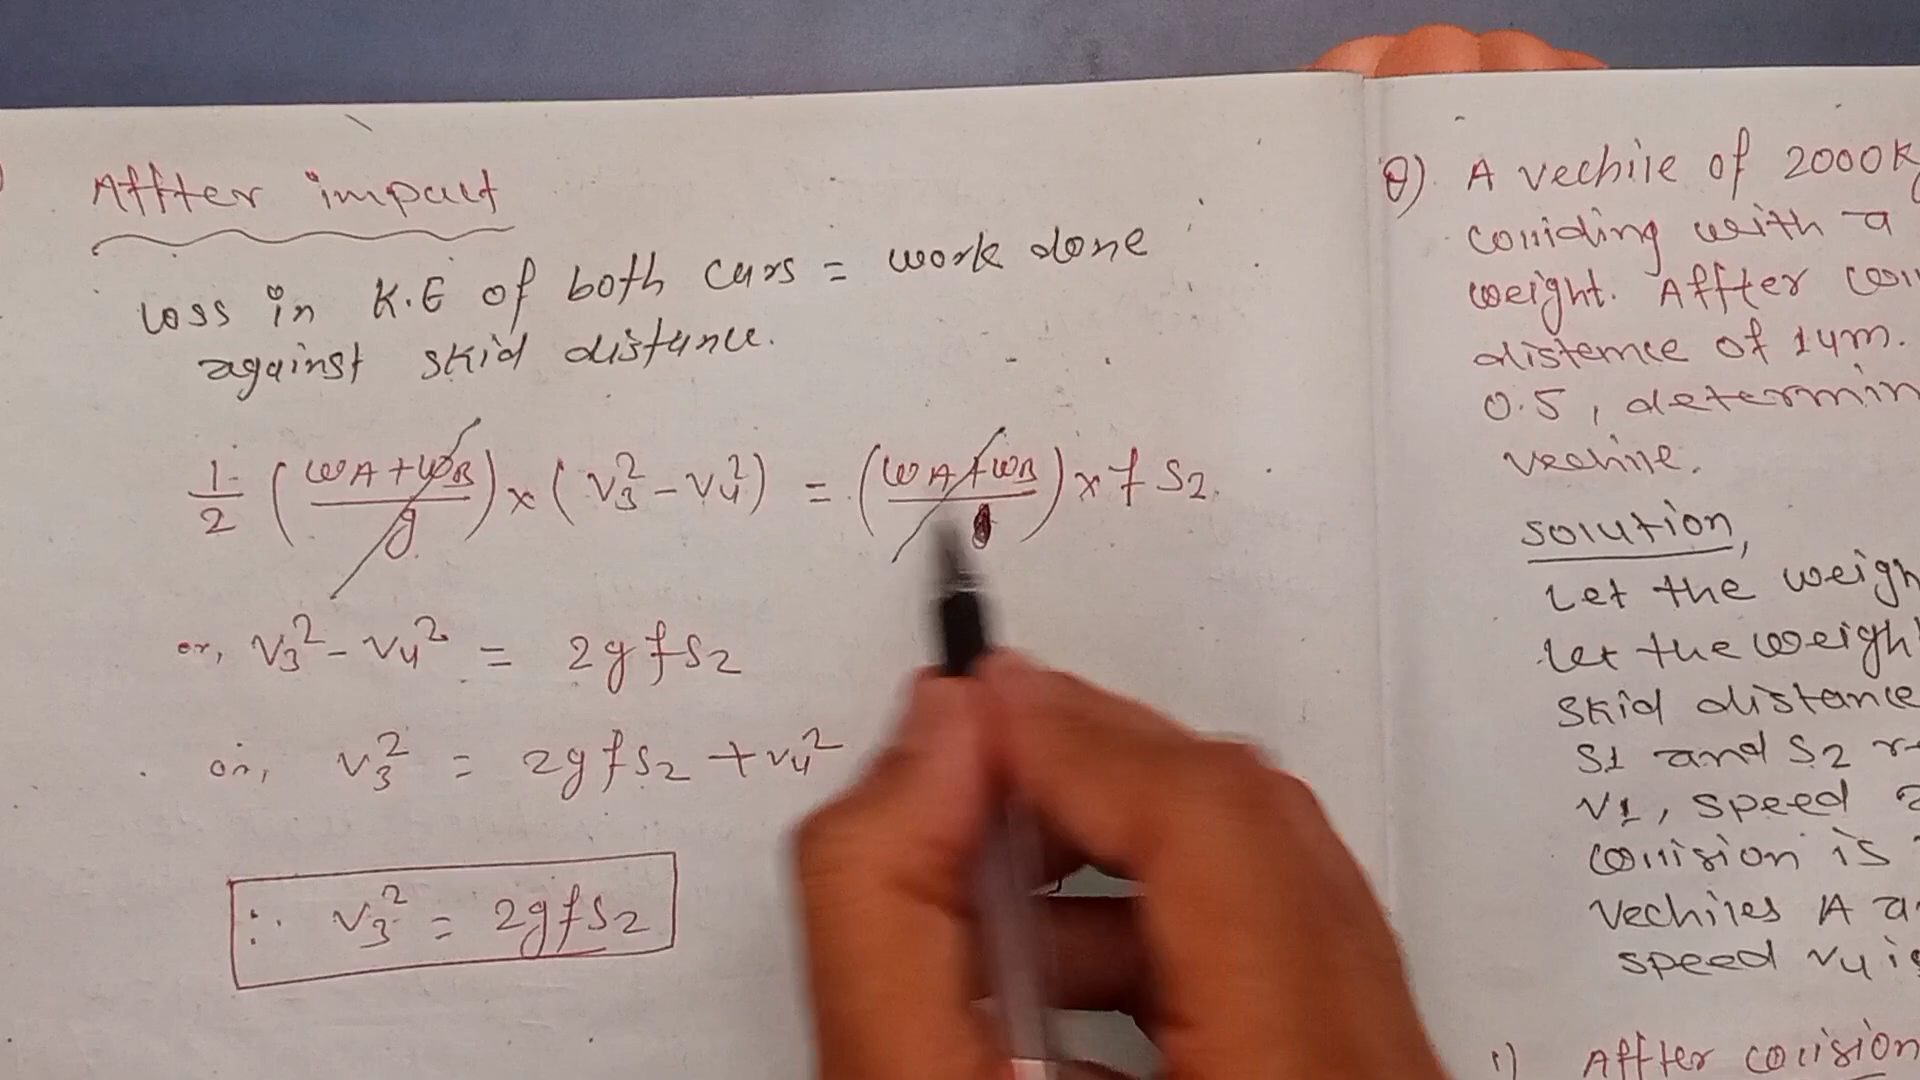 Affter impact
loss in K.E of both cars = work done
against skid distance.
1/2 (WA+WB/g) x (V3² - V4²) = (WA+WB) x f S2.
or, V3² - V4² = 2gfS2
or, V3² = 2gfS2 + V4²
∴ V3² = 2gfS2
Q) A vechile of 2000K
colliding with a
weight. Affter
distemce of 14m.
0.5, determin
vechile.
solution,
Let the weigh
Let the weigh
skid distance
S1 and S2
V1, speed
collision is
vechiles A
speed V4 is
1) Affter collision